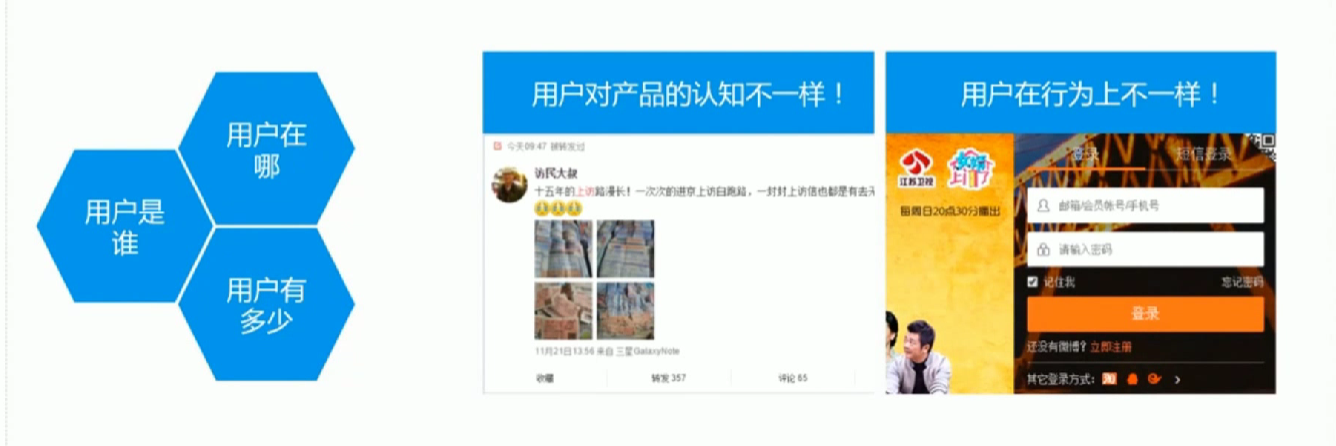 用户在
哪
用户是
谁
用户有
多少
用户对产品的认知不一样！
今天09:47 被转发过
访民大叔
十五年的上访路漫长！一次次的进京上访白跑路，一封封上访信也都是有去无
11月21日13:56 来自 三星GalaxyNote
收藏
转发 357
评论 65
用户在行为上不一样！
江苏卫视
每周日20点30分播出
登录
短信登录
邮箱/会员帐号/手机号
请输入密码
记住我
忘记密码
登录
还没有微博？立即注册
其它登录方式：